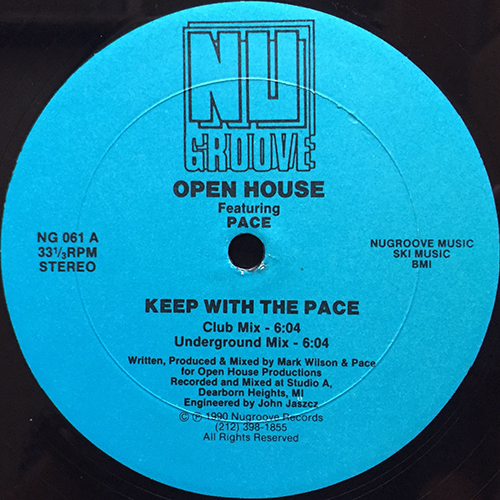 NU
GROOVE
OPEN HOUSE
Featuring
PACE
NG 061 A
33⅓RPM
STEREO
NUGROOVE MUSIC
SKI MUSIC
BMI
KEEP WITH THE PACE
Club Mix - 6:04
Underground Mix - 6:04
Written, Produced & Mixed by Mark Wilson & Pace
for Open House Productions
Recorded and Mixed at Studio A,
Dearborn Heights, MI
Engineered by John Jaszcz
© ℗ 1990 Nugroove Records
(212) 398-1855
All Rights Reserved